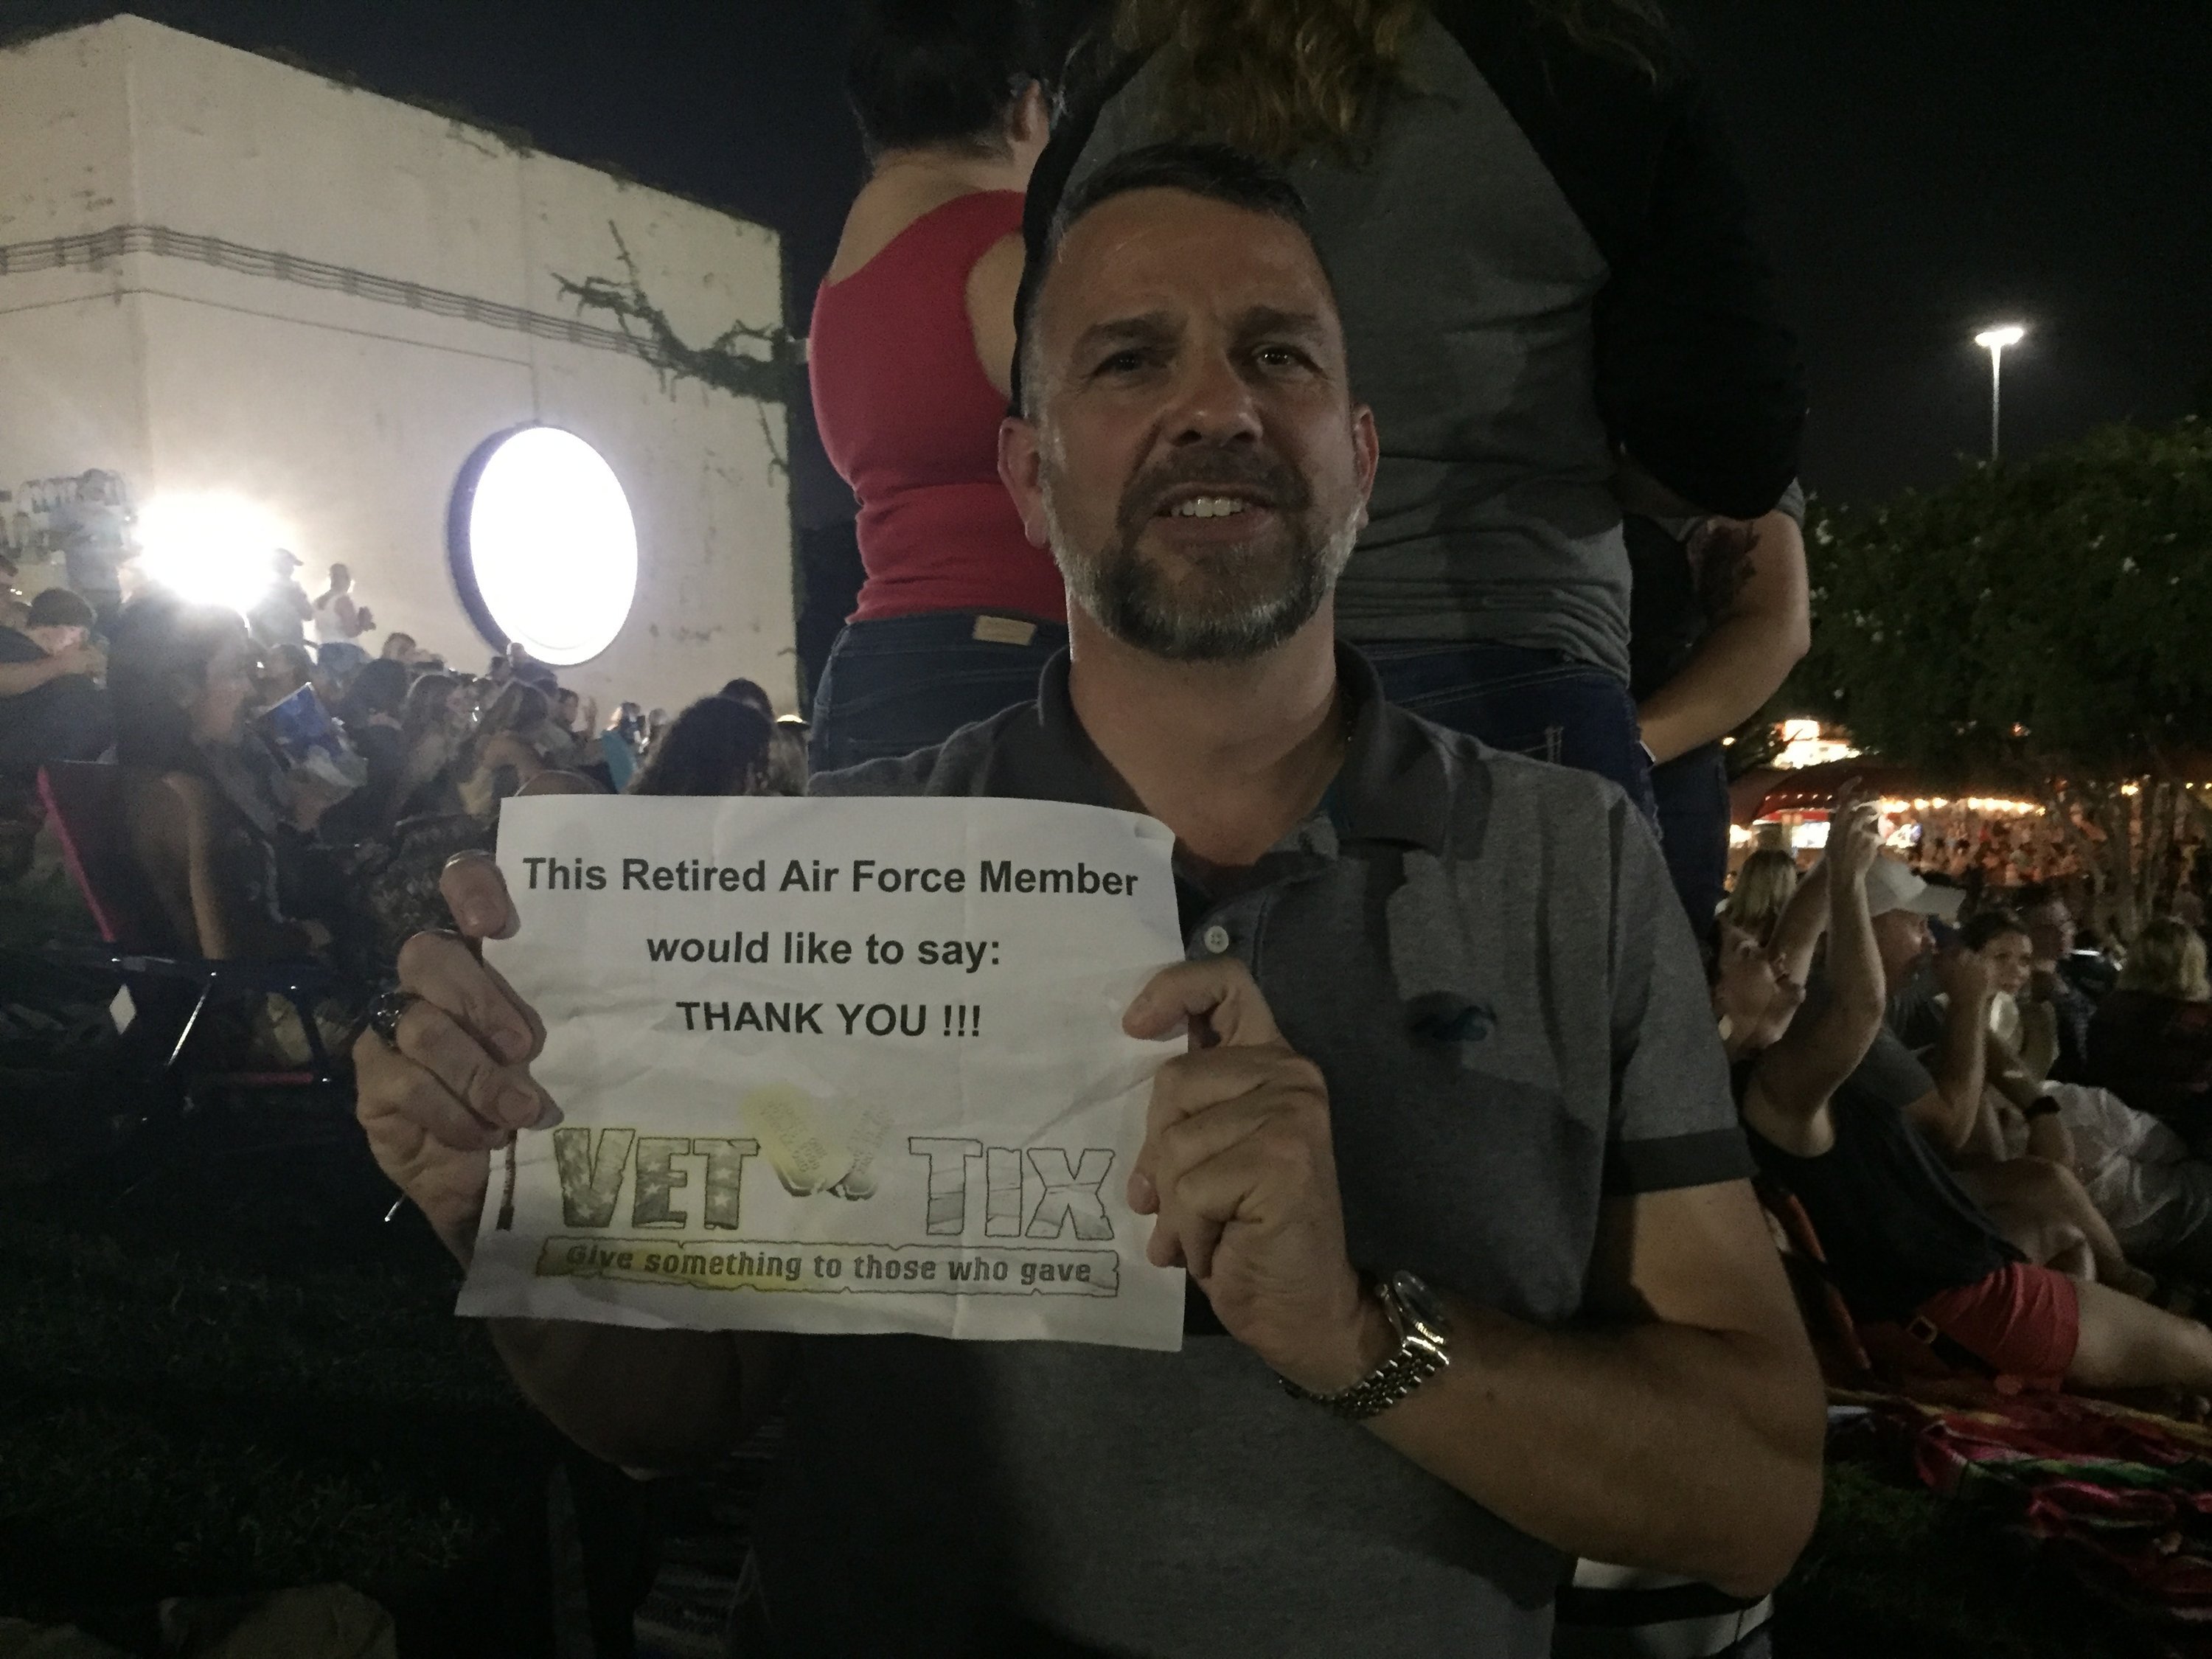 This Retired Air Force Member
would like to say:
THANK YOU !!!
VET TIX
Give something to those who gave